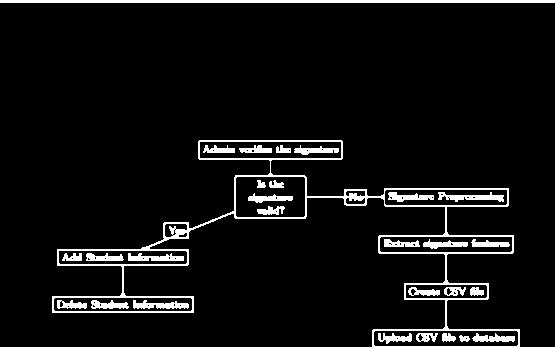 Admin verifies the signature
Is the
signature
valid?
No
Signature Preprocessing
Yes
Extract signature features
Add Student Information
Create CSV file
Delete Student Information
Upload CSV file to database